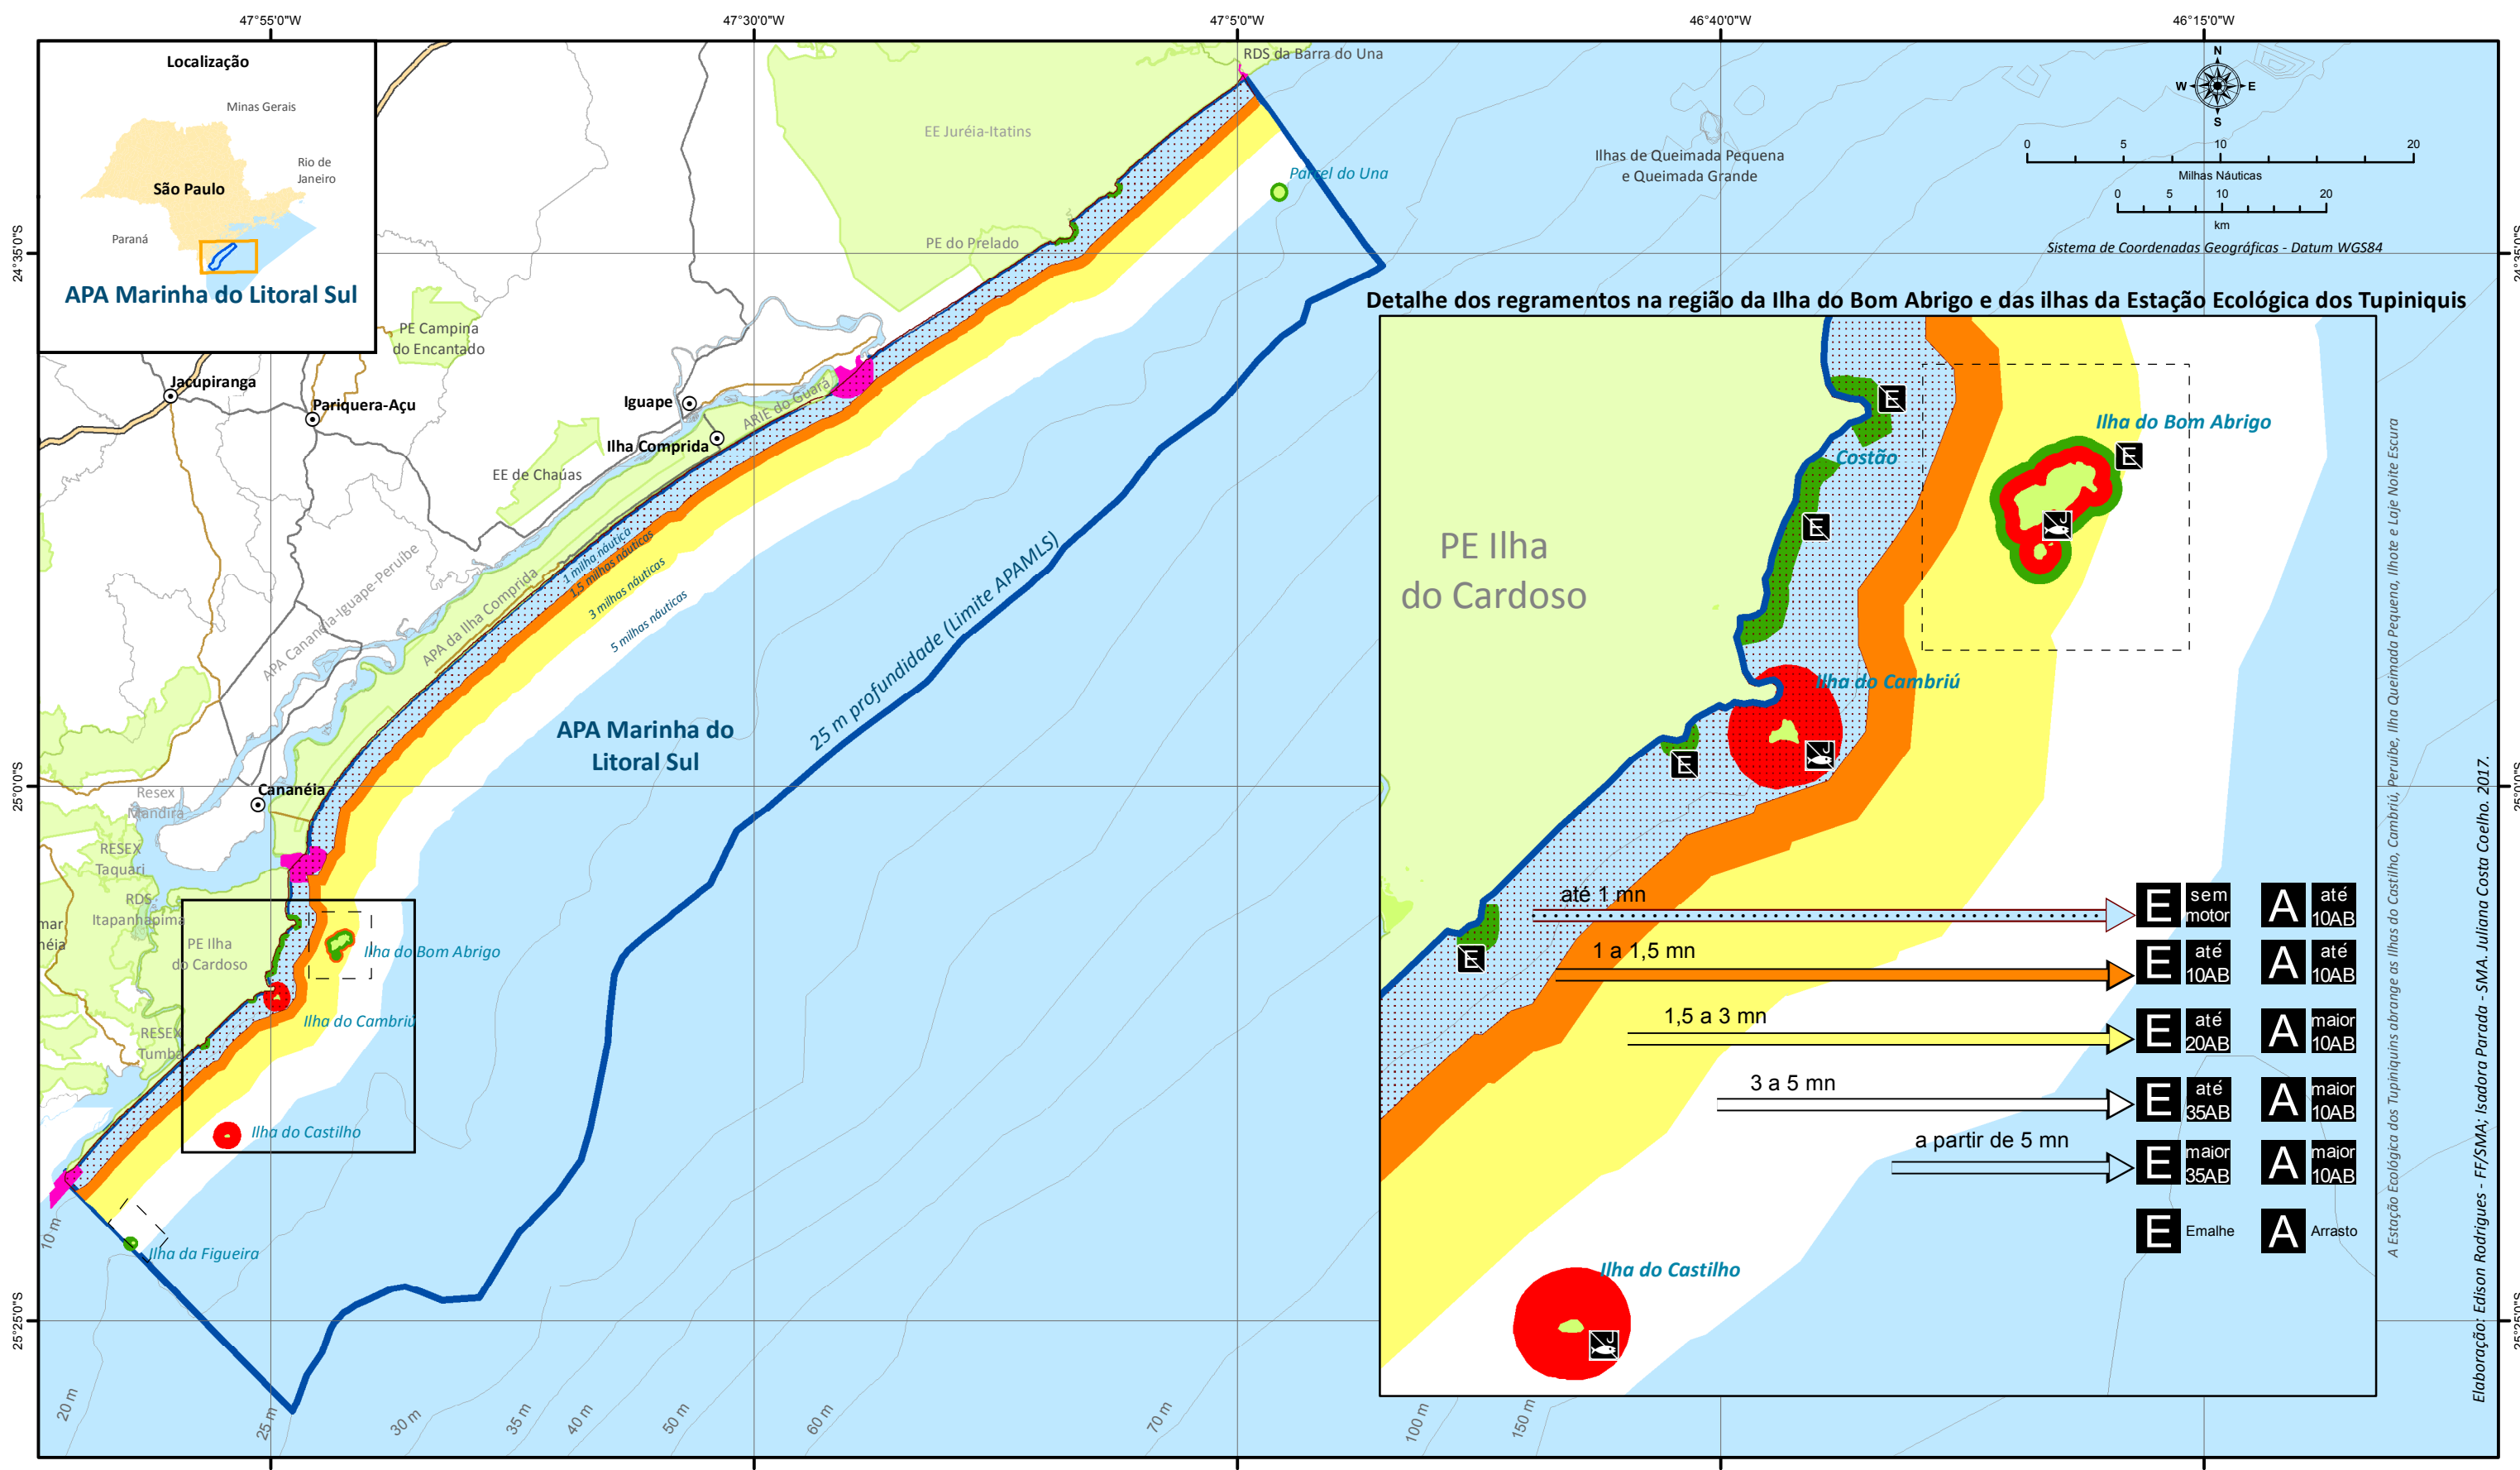 47°55'0"W
47°30'0"W
47°5'0"W
46°40'0"W
46°15'0"W
Localização
Minas Gerais
Rio de
Janeiro
São Paulo
Paraná
APA Marinha do Litoral Sul
RDS da Barra do Una
EE Juréia-Itatins
Parcel do Una
PE do Prelado
Ilhas de Queimada Pequena
e Queimada Grande
N
W
E
S
0
5
10
20
Milhas Náuticas
0
5
10
20
km
Sistema de Coordenadas Geográficas - Datum WGS84
24°35'0"S
24°35'0"S
PE Campina
do Encantado
Jacupiranga
Pariquera-Açu
Iguape
Ilha Comprida
ARIE do Guará
EE de Chaúas
APA Cananéia-Iguape-Peruíbe
APA da Ilha Comprida
1 milha náutica
1,5 milhas náuticas
3 milhas náuticas
5 milhas náuticas
25 m profundidade (Limite APAMLS)
APA Marinha do
Litoral Sul
25°0'0"S
25°0'0"S
Cananéia
Resex
Mandira
RESEX
Taquari
RDS
Itapanhapima
mar
néia
PE Ilha
do Cardoso
Ilha do Bom Abrigo
Ilha do Cambriú
RESEX
Tumba
Ilha do Castilho
Ilha da Figueira
25°25'0"S
25°25'0"S
10 m
20 m
25 m
30 m
35 m
40 m
50 m
60 m
70 m
100 m
150 m
Detalhe dos regramentos na região da Ilha do Bom Abrigo e das ilhas da Estação Ecológica dos Tupiniquis
E
Ilha do Bom Abrigo
E
Costão
E
PE Ilha
do Cardoso
Ilha do Cambriú
E
E
até 1 mn
E
sem
motor
A
até
10AB
1 a 1,5 mn
E
até
10AB
A
até
10AB
1,5 a 3 mn
E
até
20AB
A
maior
10AB
3 a 5 mn
E
até
35AB
A
maior
10AB
a partir de 5 mn
E
maior
35AB
A
maior
10AB
E
Emalhe
A
Arrasto
Ilha do Castilho
A Estação Ecológica dos Tupiniquins abrange as Ilhas do Castilho, Cambriú, Peruíbe, Ilha Queimada Pequena, Ilhote e Laje Noite Escura
Elaboração: Edison Rodrigues - FF/SMA; Isadora Parada - SMA. Juliana Costa Coelho. 2017.